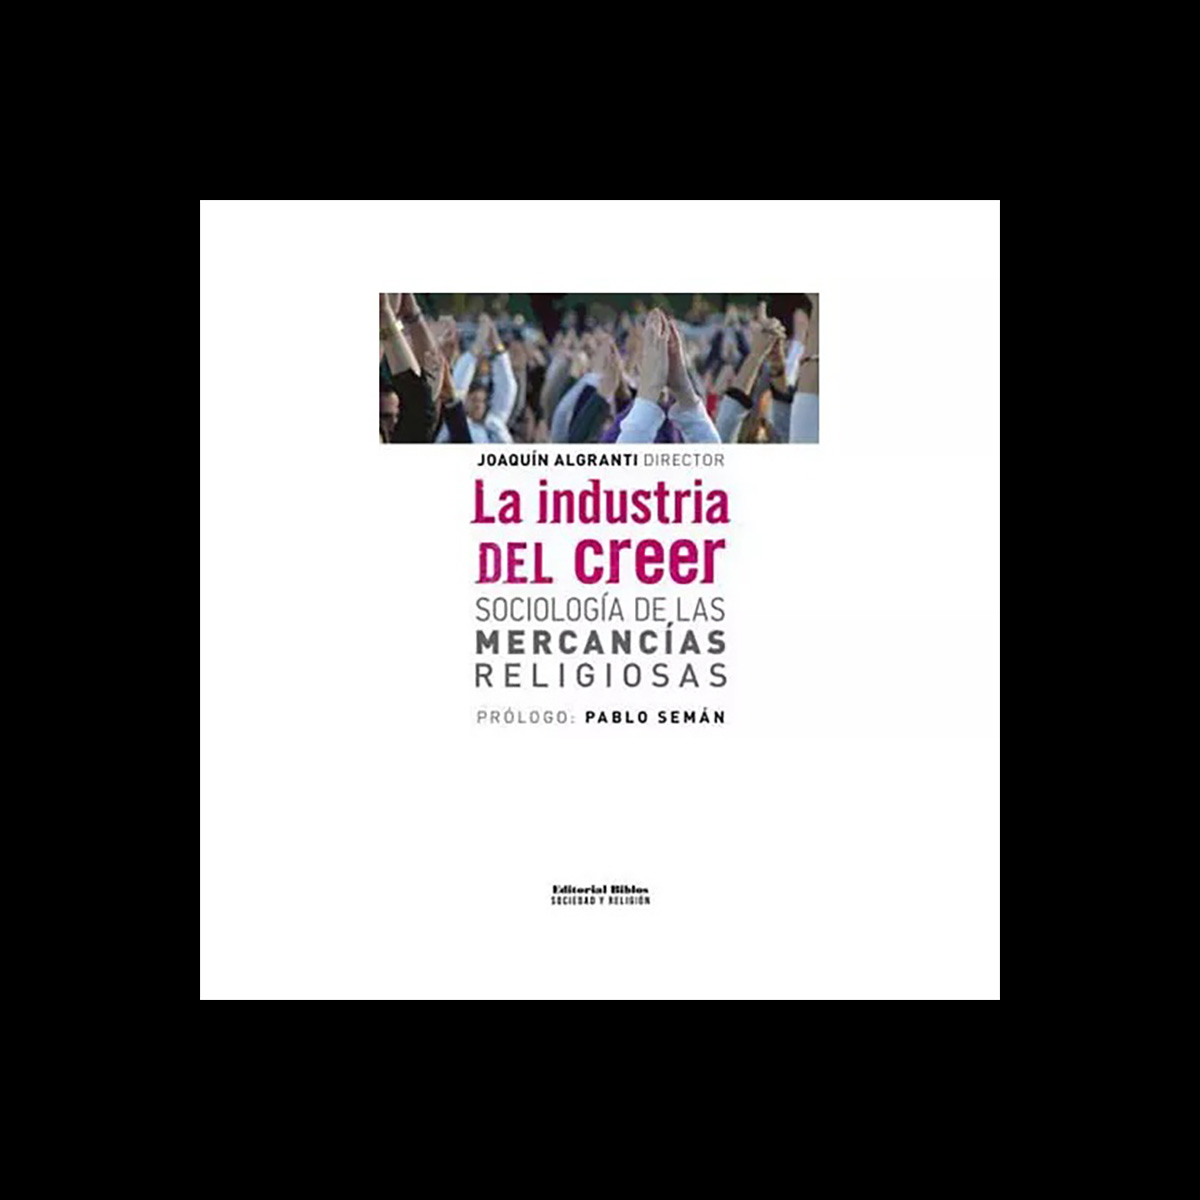 JOAQUÍN ALGRANTI DIRECTOR
La industria
DEL creer
SOCIOLOGÍA DE LAS
MERCANCÍAS
RELIGIOSAS
PRÓLOGO: PABLO SEMÁN
Editorial Biblos
SOCIEDAD Y RELIGIÓN